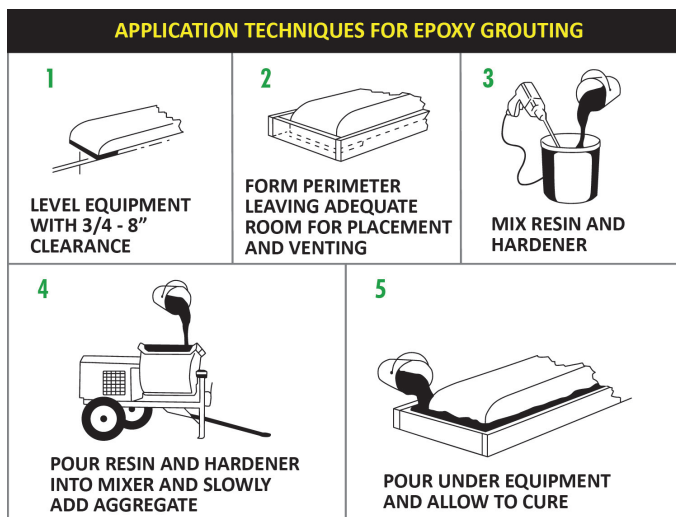 APPLICATION TECHNIQUES FOR EPOXY GROUTING
1
LEVEL EQUIPMENT
WITH 3/4 - 8”
CLEARANCE
2
FORM PERIMETER
LEAVING ADEQUATE
ROOM FOR PLACEMENT
AND VENTING
3
MIX RESIN AND
HARDENER
4
POUR RESIN AND HARDENER
INTO MIXER AND SLOWLY
ADD AGGREGATE
5
POUR UNDER EQUIPMENT
AND ALLOW TO CURE